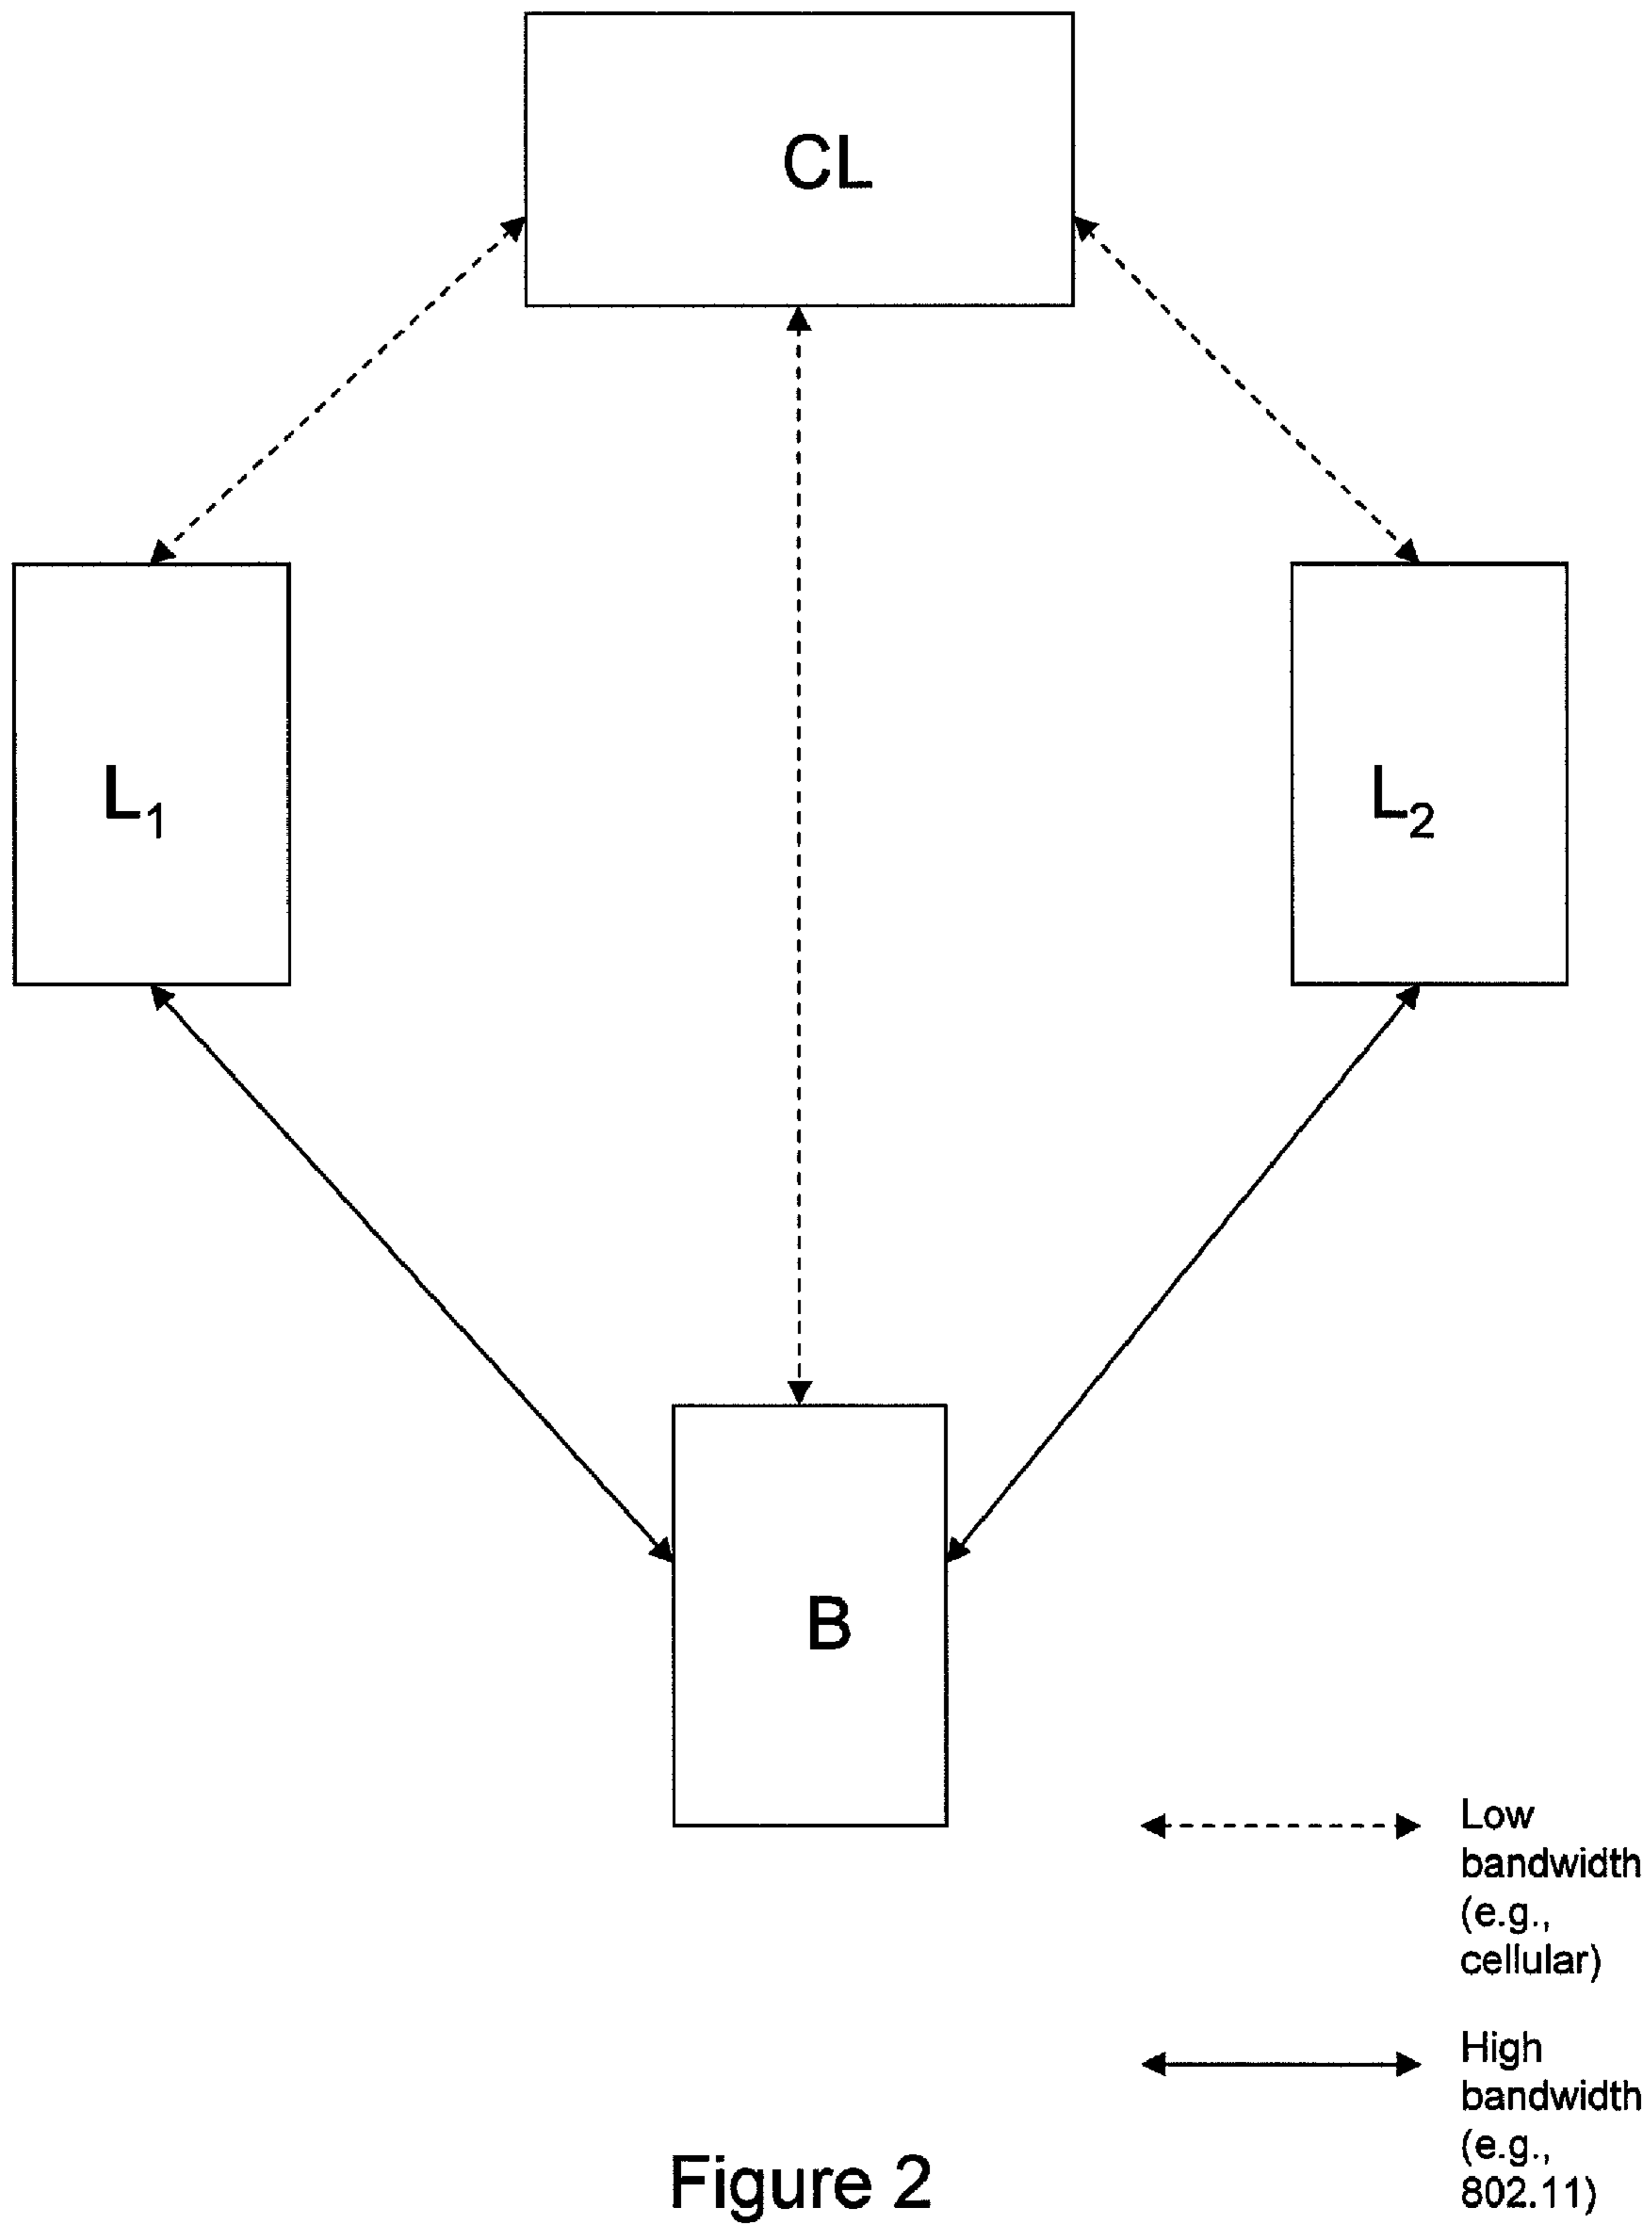 CL
L₁
L₂
B
Low
bandwidth
(e.g.,
cellular)
High
bandwidth
(e.g.,
802.11)
Figure 2